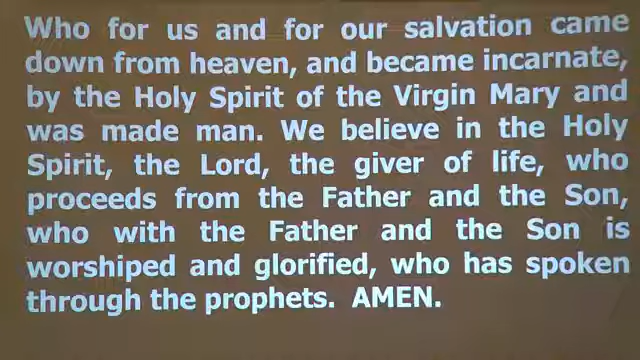 Who for us and for our salvation came
down from heaven, and became incarnate,
by the Holy Spirit of the Virgin Mary and
was made man. We believe in the Holy
Spirit, the Lord, the giver of life, who
proceeds from the Father and the Son,
who with the Father and the Son is
worshiped and glorified, who has spoken
through the prophets. AMEN.